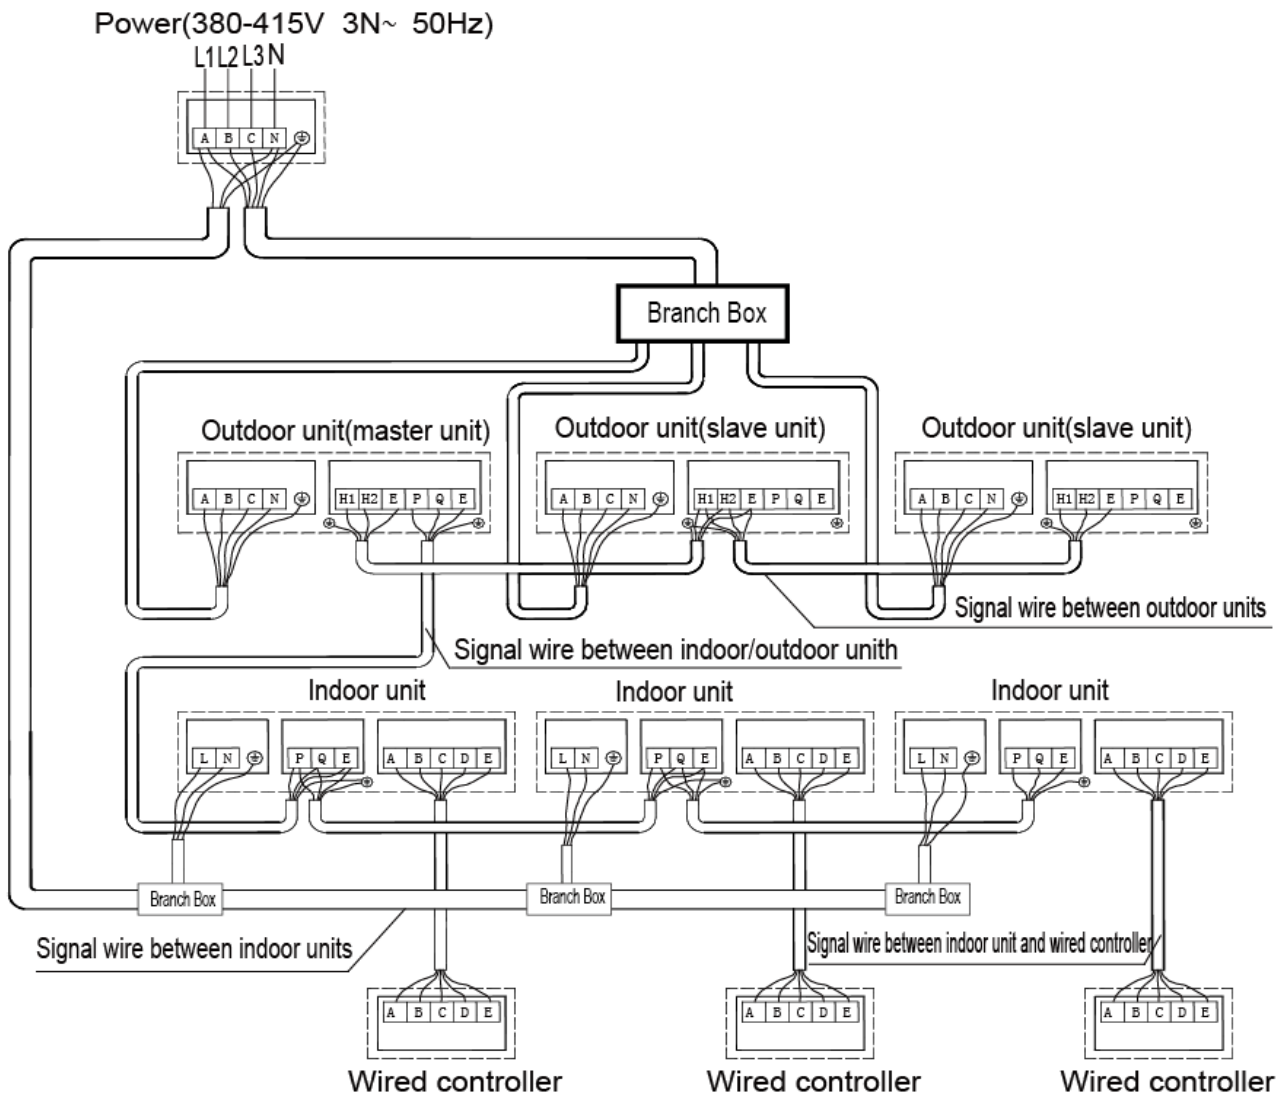 Power(380-415V 3N~ 50Hz)
L1 L2 L3 N
A B C N
Branch Box
Outdoor unit(master unit) Outdoor unit(slave unit) Outdoor unit(slave unit)
A B C N H1 H2 E P Q E A B C N H1 H2 E P Q E A B C N H1 H2 E P Q E
Signal wire between outdoor units
Signal wire between indoor/outdoor unith
Indoor unit Indoor unit Indoor unit
L N P Q E A B C D E L N P Q E A B C D E L N P Q E A B C D E
Branch Box Branch Box Branch Box
Signal wire between indoor units Signal wire between indoor unit and wired controller
A B C D E A B C D E A B C D E
Wired controller Wired controller Wired controller